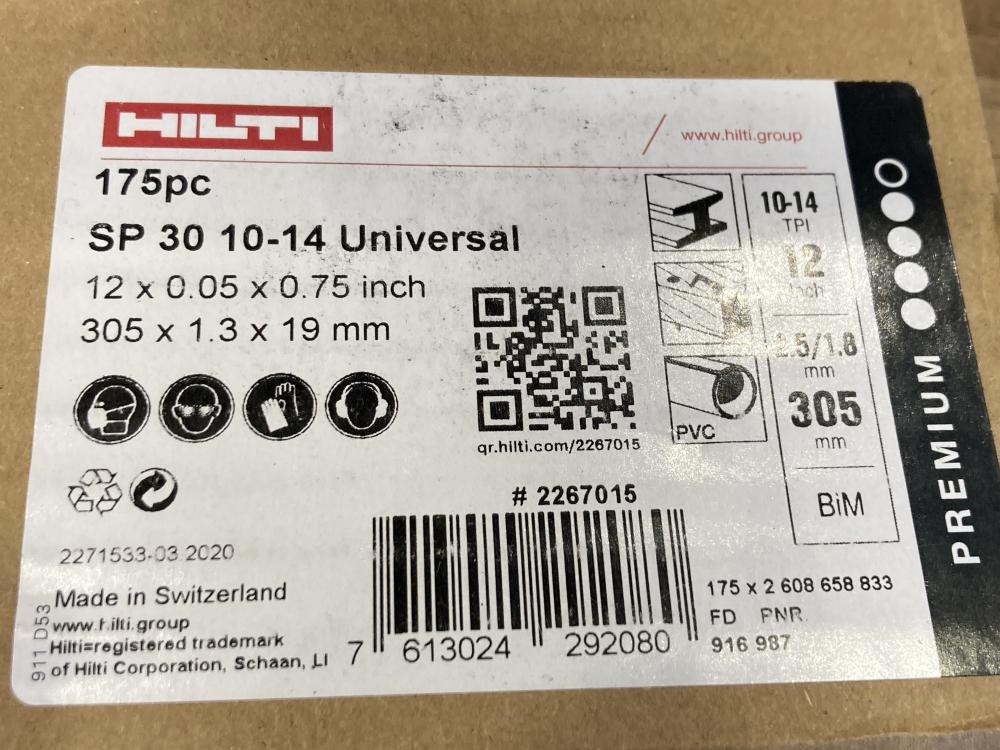 HILTI
www.hilti.group
175pc
SP 30 10-14 Universal
12 x 0.05 x 0.75 inch
305 x 1.3 x 19 mm
10-14
TPI
12
inch
2.5/1.8
mm
305
mm
BiM
PVC
qr.hilti.com/2267015
# 2267015
PREMIUM
2271533-03.2020
Made in Switzerland
www.hilti.group
Hilti=registered trademark
of Hilti Corporation, Schaan, LI
911 D53
7 613024 292080
175 x 2 608 658 833
FD PNR.
916 987